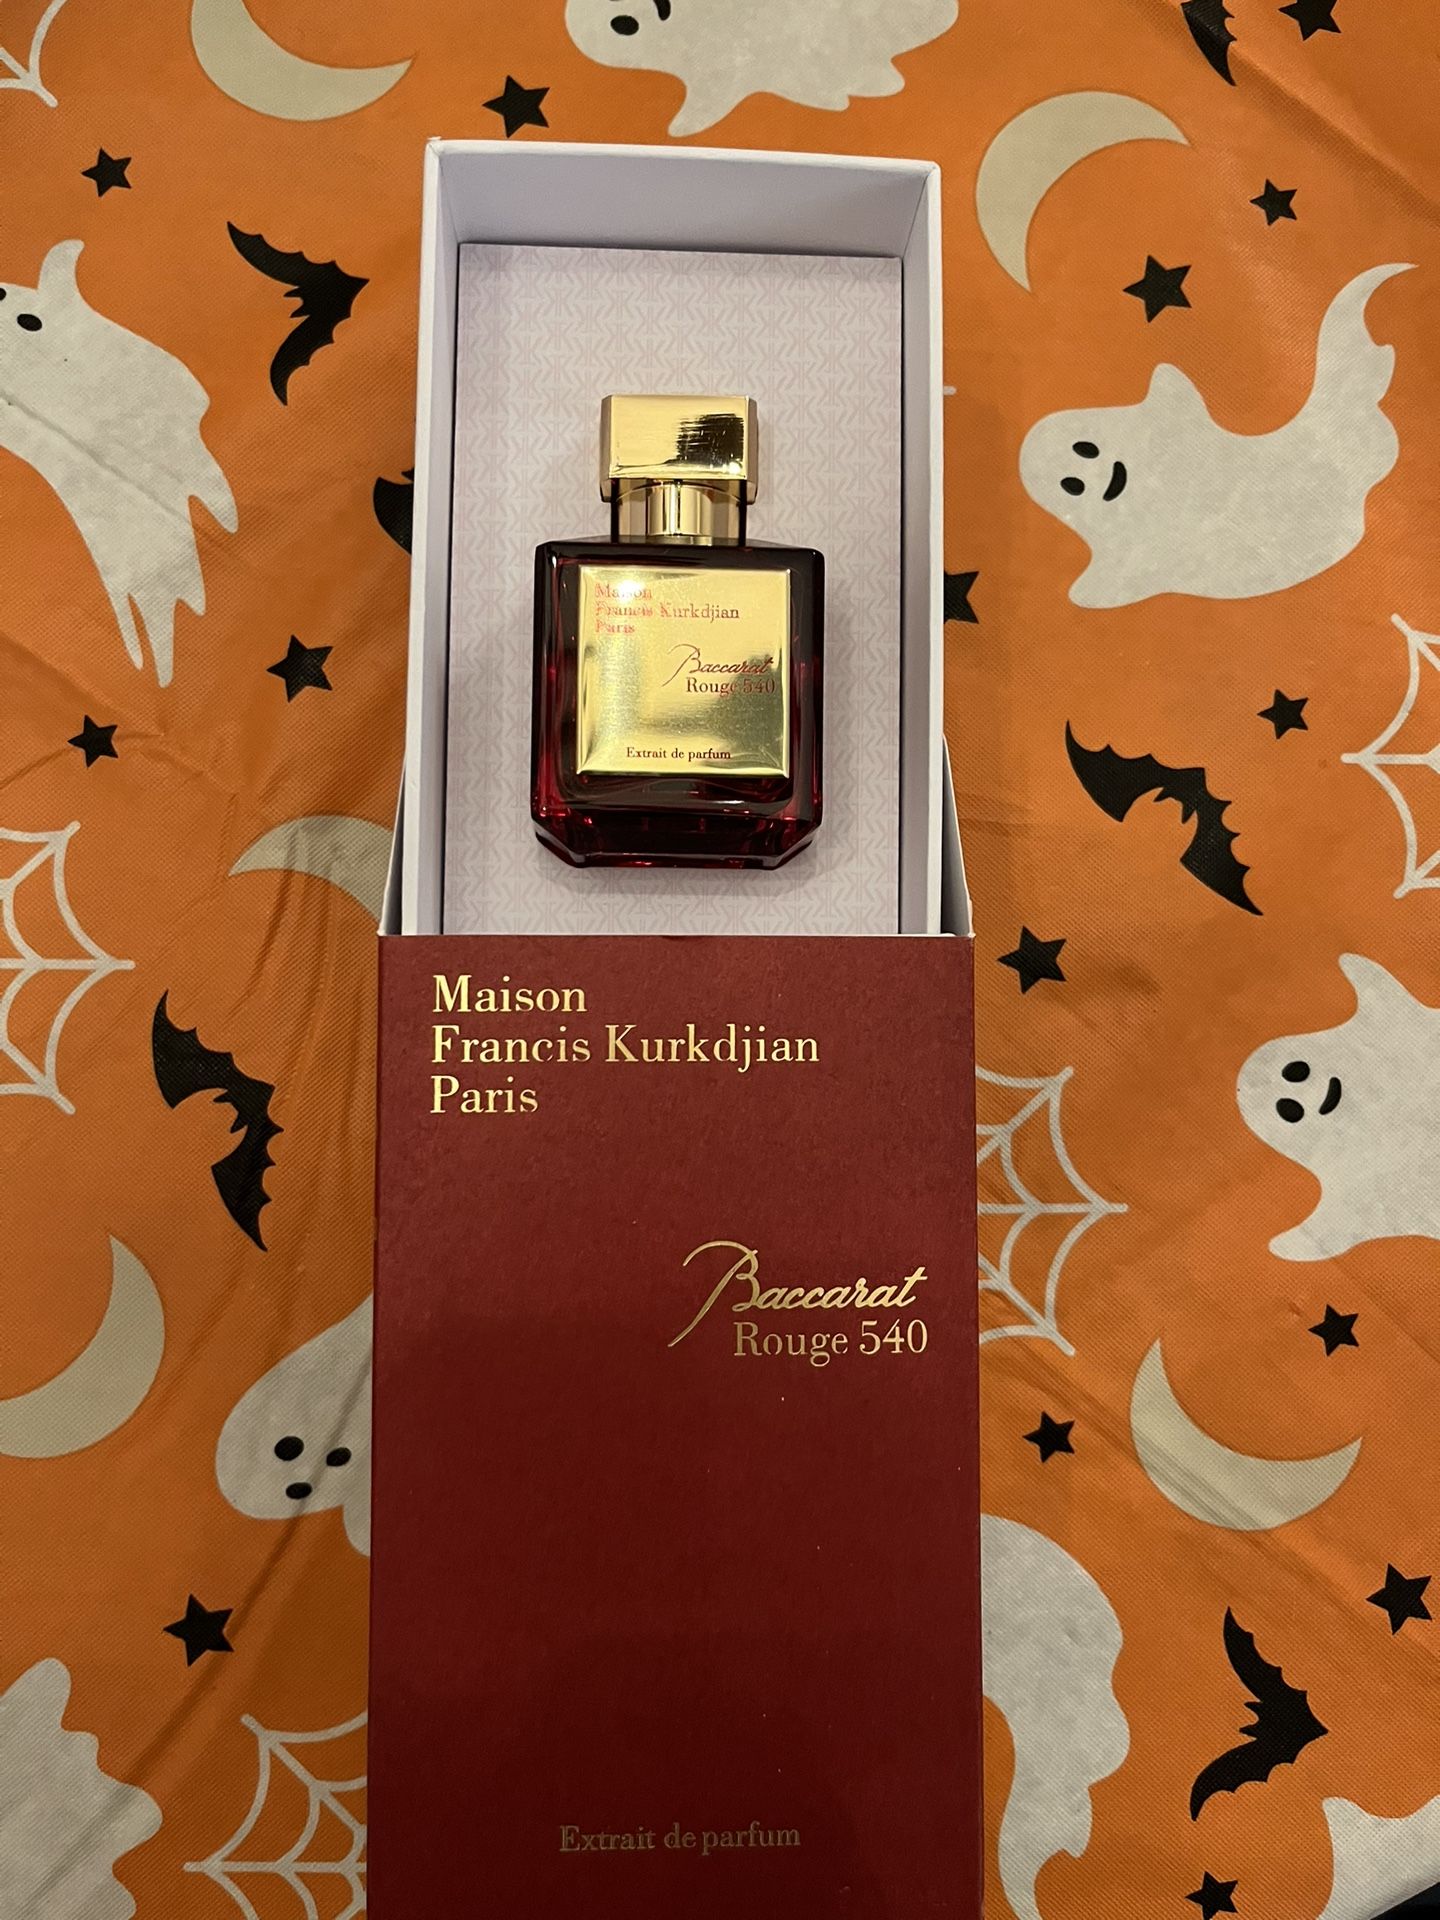 Maison
Francis Kurkdjian
Paris
Baccarat
Rouge 540
Extrait de parfum
Maison
Francis Kurkdjian
Paris
Baccarat
Rouge 540
Extrait de parfum